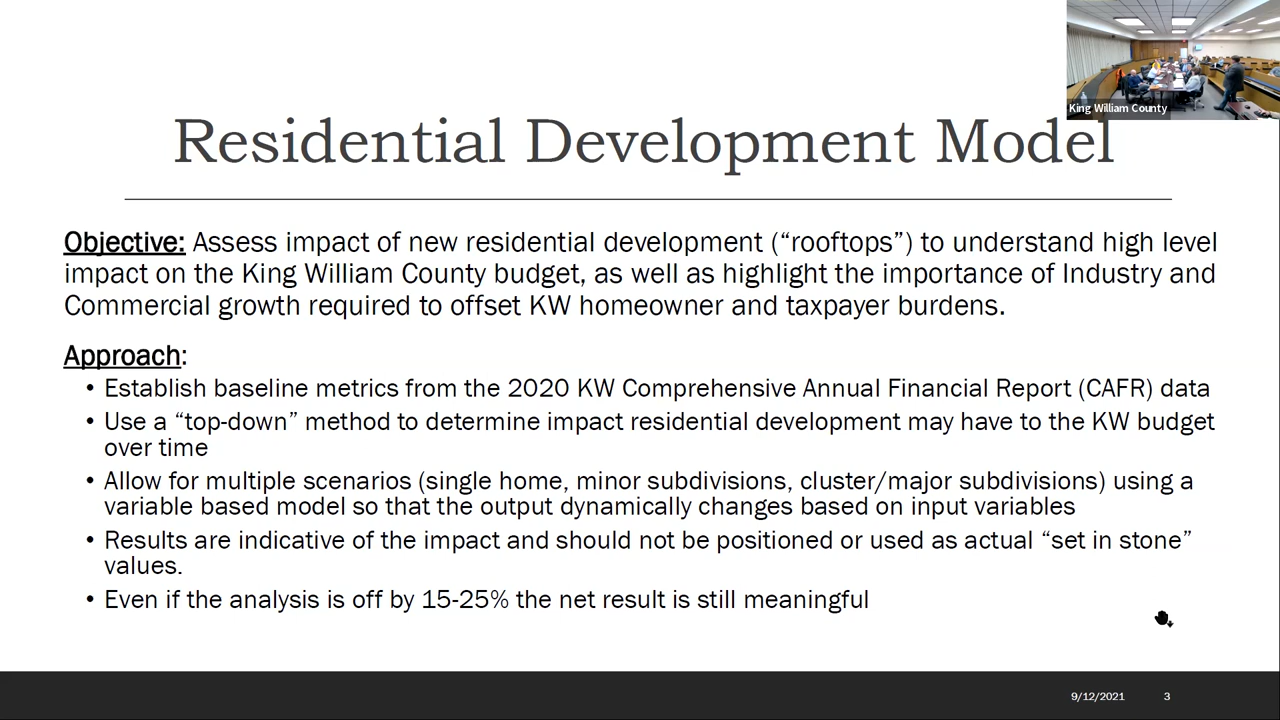 King William County
Residential Development Model
Objective: Assess impact of new residential development (“rooftops”) to understand high level
impact on the King William County budget, as well as highlight the importance of Industry and
Commercial growth required to offset KW homeowner and taxpayer burdens.
Approach:
• Establish baseline metrics from the 2020 KW Comprehensive Annual Financial Report (CAFR) data
• Use a “top-down” method to determine impact residential development may have to the KW budget
over time
• Allow for multiple scenarios (single home, minor subdivisions, cluster/major subdivisions) using a
variable based model so that the output dynamically changes based on input variables
• Results are indicative of the impact and should not be positioned or used as actual “set in stone”
values.
• Even if the analysis is off by 15-25% the net result is still meaningful
9/12/2021 3